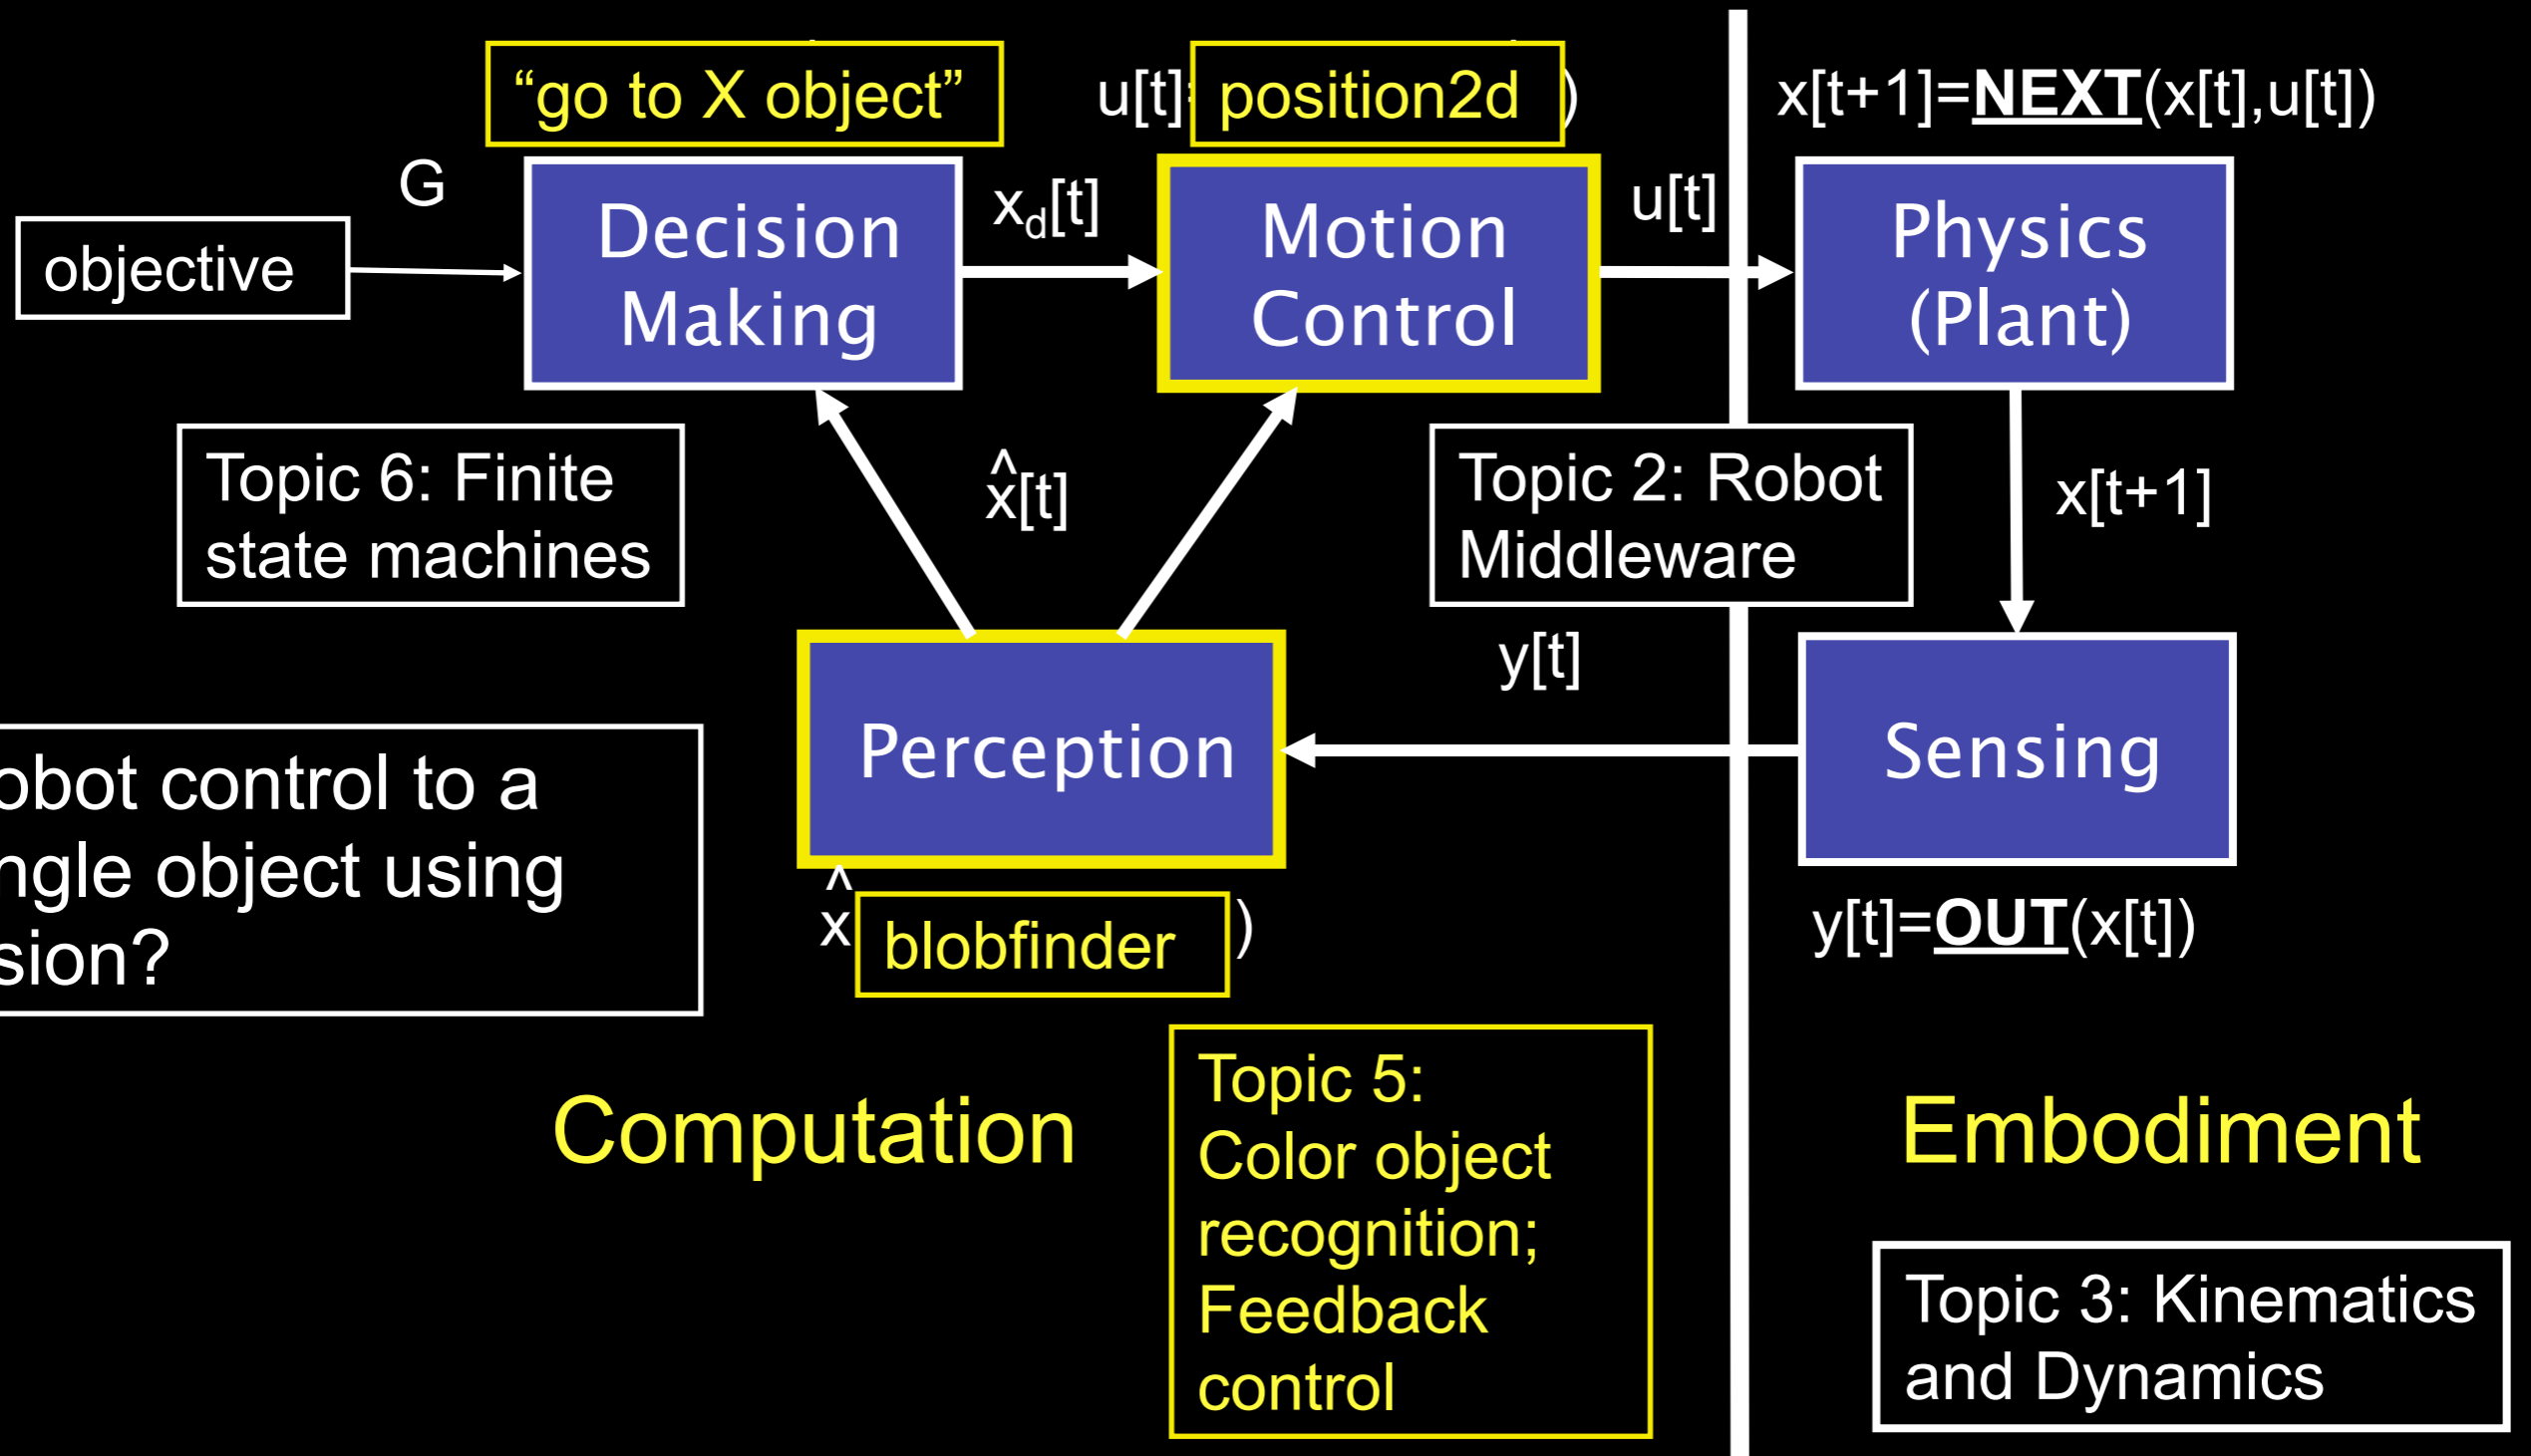 “go to X object”
u[t]
position2d
)
x[t+1]=NEXT(x[t],u[t])
G
objective
Decision
Making
xd[t]
Motion
Control
u[t]
Physics
(Plant)
Topic 6: Finite
state machines
^
x[t]
Topic 2: Robot
Middleware
x[t+1]
y[t]
Perception
Sensing
obot control to a
ngle object using
sion?
^
x
blobfinder
)
y[t]=OUT(x[t])
Computation
Topic 5:
Color object
recognition;
Feedback
control
Embodiment
Topic 3: Kinematics
and Dynamics